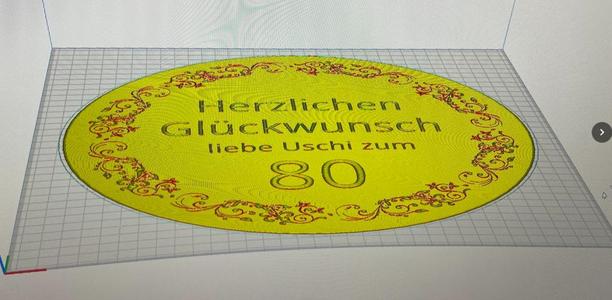 Herzlichen
Glückwunsch
liebe Uschi zum
80